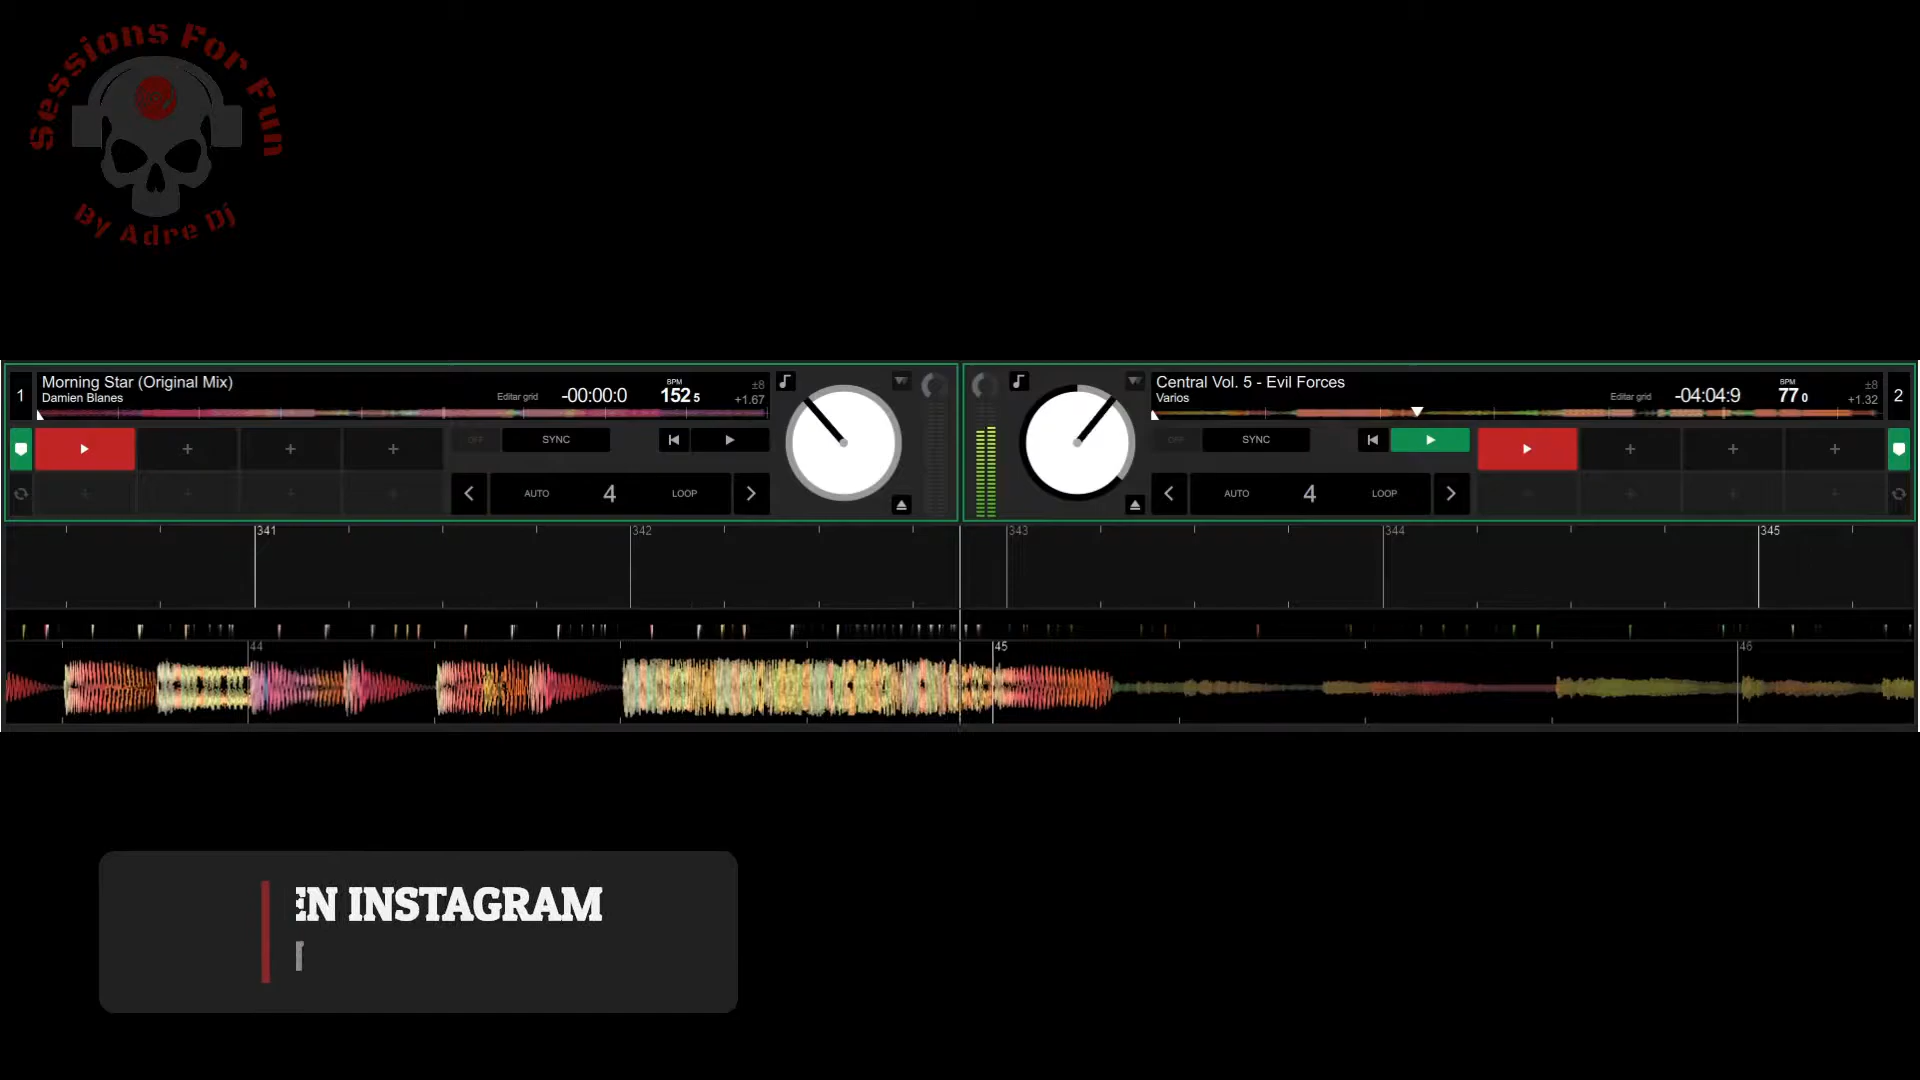 Sessions For Fun
By Adre Dj
1
Morning Star (Original Mix)
Damien Blanes
Editar grid
-00:00:0
BPM
152 5
±8
+1.67
OFF
SYNC
AUTO
4
LOOP
Central Vol. 5 - Evil Forces
Varios
Editar grid
-04:04:9
BPM
77 0
±8
+1.32
2
OFF
SYNC
AUTO
4
LOOP
341
342
343
344
345
44
45
46
EN INSTAGRAM